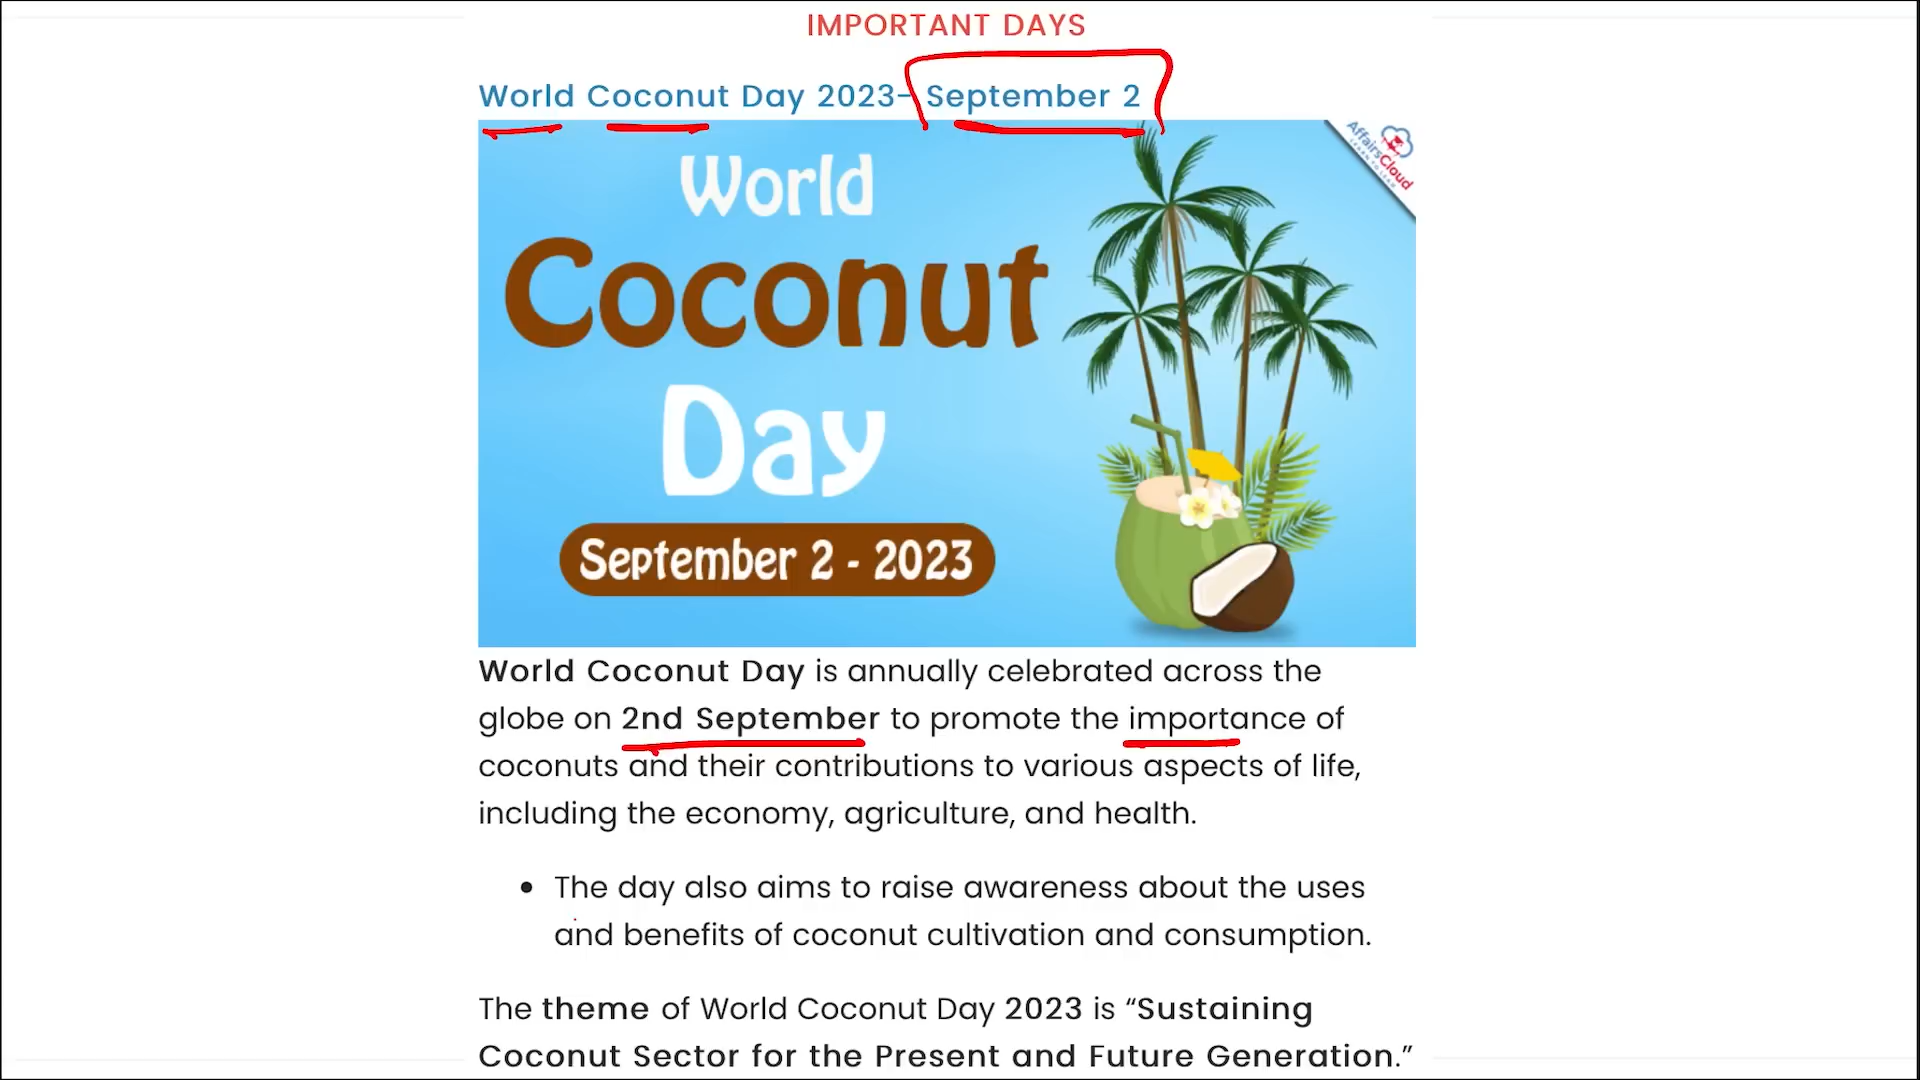 IMPORTANT DAYS
World Coconut Day 2023- September 2
AffairsCloud
World
Coconut
Day
September 2 - 2023
World Coconut Day is annually celebrated across the
globe on 2nd September to promote the importance of
coconuts and their contributions to various aspects of life,
including the economy, agriculture, and health.
• The day also aims to raise awareness about the uses
and benefits of coconut cultivation and consumption.
The theme of World Coconut Day 2023 is “Sustaining
Coconut Sector for the Present and Future Generation.”